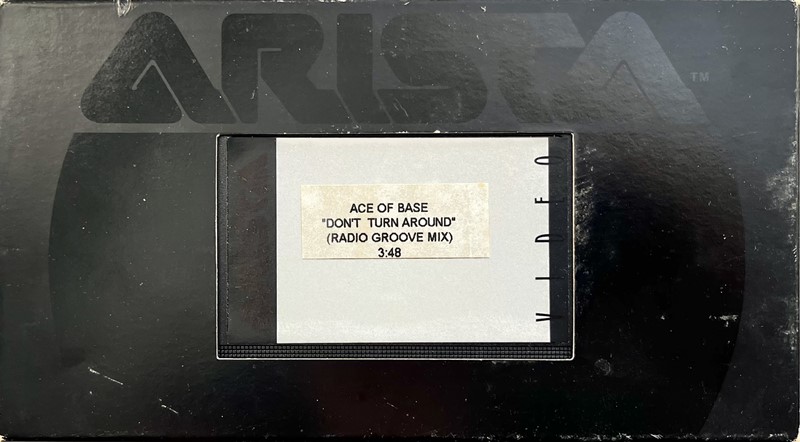 ARISTA
TM
ACE OF BASE
"DON'T TURN AROUND"
(RADIO GROOVE MIX)
3:48
VIDEO